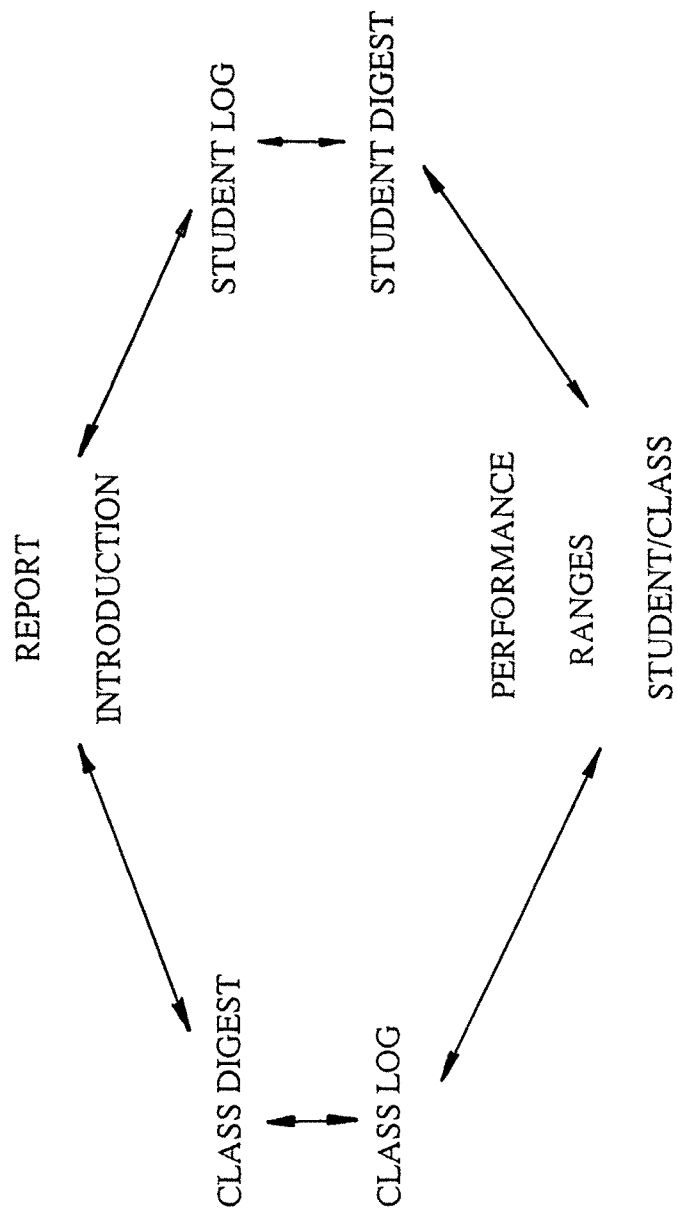 REPORT
INTRODUCTION
CLASS DIGEST
CLASS LOG
STUDENT LOG
STUDENT DIGEST
PERFORMANCE
RANGES
STUDENT/CLASS